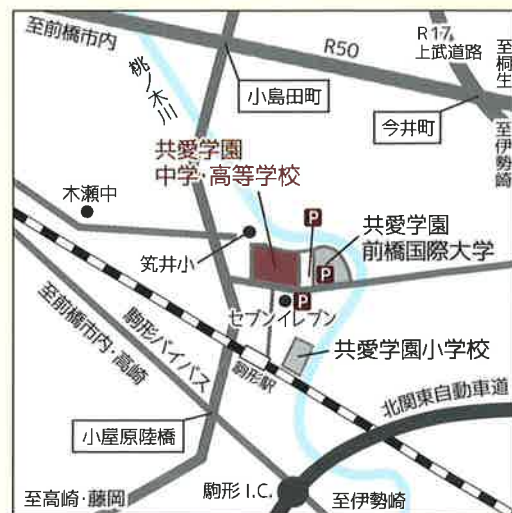 至前橋市内
R50
R17
上武道路
至桐生
桃ノ木川
小島田町
今井町
至伊勢崎
共愛学園
中学・高等学校
木瀬中
P
共愛学園
前橋国際大学
笂井小
P
P
セブンイレブン
至前橋市内・高崎
駒形バイパス
駒形駅
共愛学園小学校
北関東自動車道
小屋原陸橋
至高崎・藤岡
駒形 I.C.
至伊勢崎